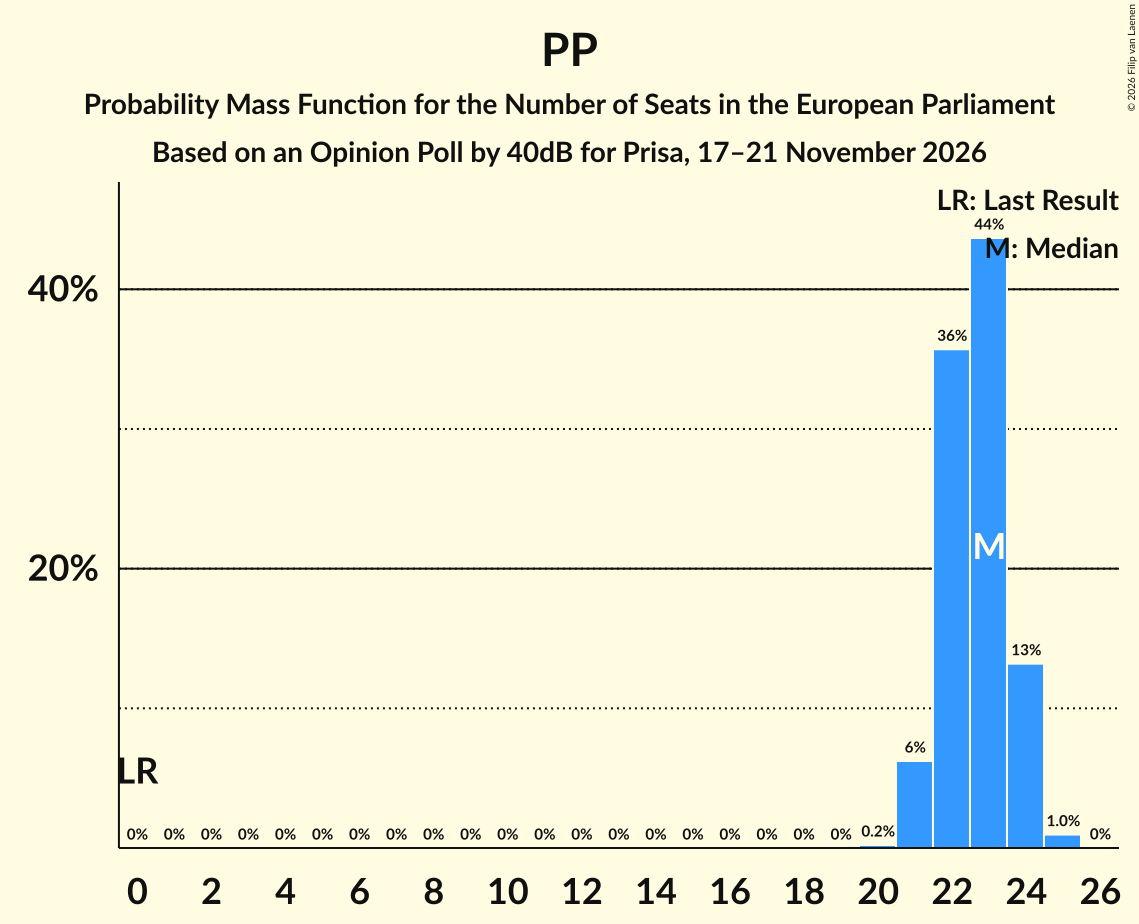 PP
Probability Mass Function for the Number of Seats in the European Parliament
Based on an Opinion Poll by 40dB for Prisa, 17–21 November 2026
© 2026 Filip van Laenen
LR: Last Result
M: Median
44%
40%
36%
M
20%
13%
6%
LR
0% 0% 0% 0% 0% 0% 0% 0% 0% 0% 0% 0% 0% 0% 0% 0% 0% 0% 0% 0% 0.2% 1.0% 0%
0 2 4 6 8 10 12 14 16 18 20 22 24 26